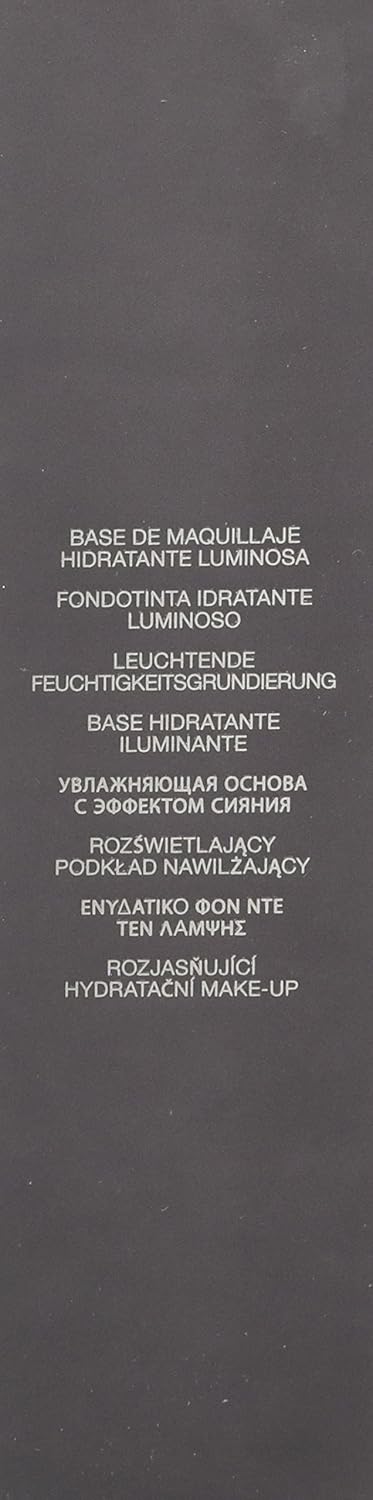 BASE DE MAQUILLAJE
HIDRATANTE LUMINOSA
FONDOTINTA IDRATANTE
LUMINOSO
LEUCHTENDE
FEUCHTIGKEITSGRUNDIERUNG
BASE HIDRATANTE
ILUMINANTE
УВЛАЖНЯЮЩАЯ ОСНОВА
С ЭФФЕКТОМ СИЯНИЯ
ROZŚWIETLAJĄCY
PODKŁAD NAWILŻAJĄCY
ΕΝΥΔΑΤΙΚΟ ΦΟΝ ΝΤΕ
ΤΕΝ ΛΑΜΨΗΣ
ROZJASŇUJÍCÍ
HYDRATAČNÍ MAKE-UP